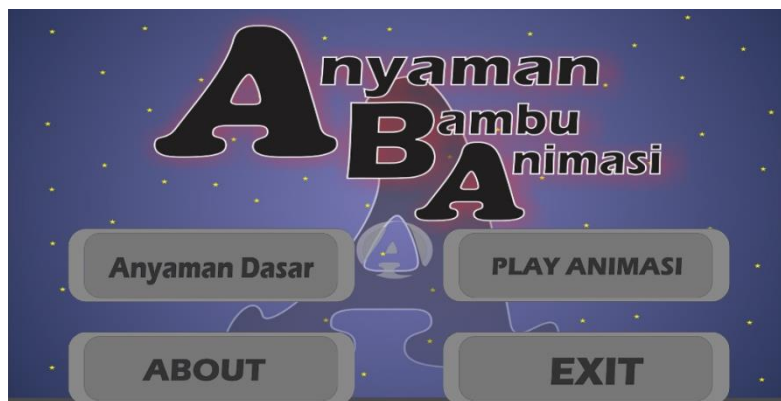 Anyaman
Bambu
Animasi
Anyaman Dasar
PLAY ANIMASI
ABOUT
EXIT